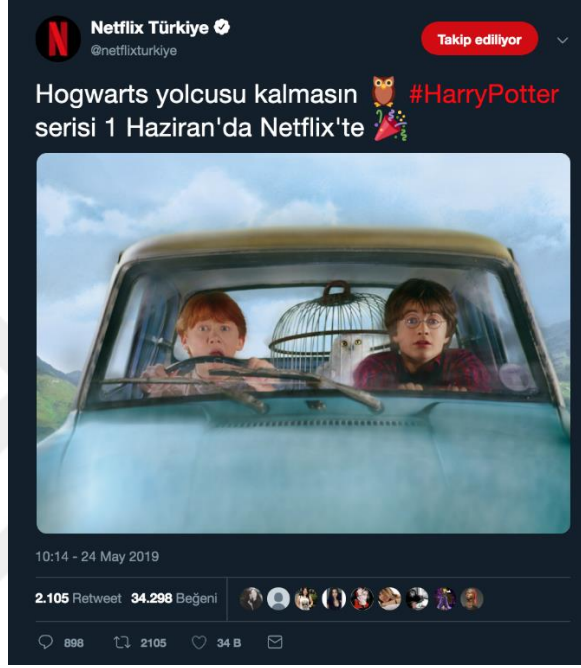 Netflix Türkiye
@netflixturkiye
Takip ediliyor
Hogwarts yolcusu kalmasın 🦉 #HarryPotter
serisi 1 Haziran'da Netflix'te 🎉
10:14 - 24 May 2019
2.105 Retweet 34.298 Beğeni
898 2105 34 B